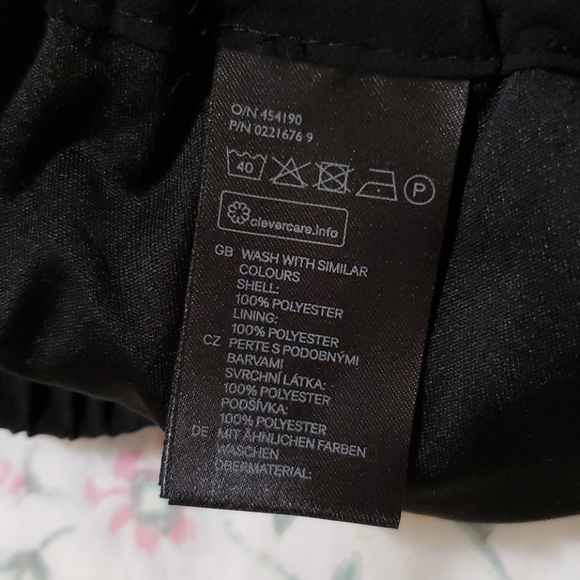 O/N 454190
P/N 0221676 9
40 P
clevercare.info
GB WASH WITH SIMILAR
COLOURS
SHELL:
100% POLYESTER
LINING:
100% POLYESTER
CZ PERTE S PODOBNÝMI
BARVAMI
SVRCHNÍ LÁTKA:
100% POLYESTER
PODŠÍVKA:
100% POLYESTER
DE MIT ÄHNLICHEN FARBEN
WASCHEN
OBERMATERIAL: